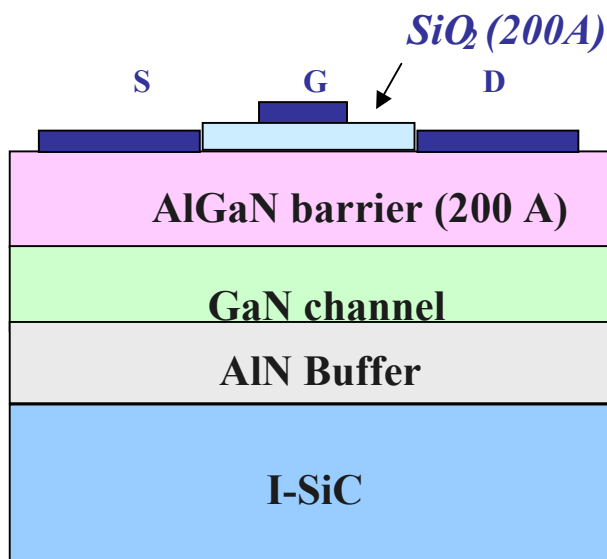 SiO₂ (200A)
S G D
AlGaN barrier (200 A)
GaN channel
AlN Buffer
I-SiC